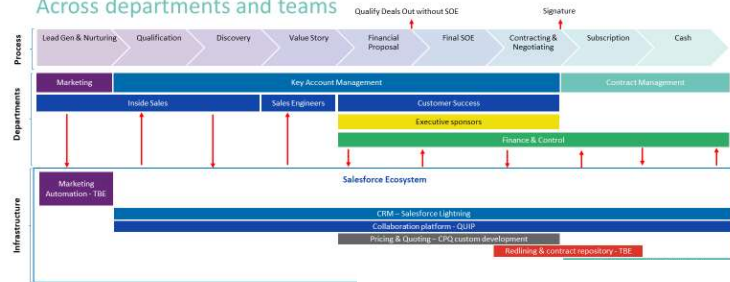 Across departments and teams
Qualify Deals Out without SOE
Signature
Process
Lead Gen & Nurturing
Qualification
Discovery
Value Story
Financial
Proposal
Final SOE
Contracting &
Negotiating
Subscription
Cash
Departments
Marketing
Key Account Management
Contract Management
Inside Sales
Sales Engineers
Customer Success
Executive sponsors
Finance & Control
Infrastructure
Salesforce Ecosystem
Marketing
Automation - TBE
CRM – Salesforce Lightning
Collaboration platform - QUIP
Pricing & Quoting – CPQ custom development
Redlining & contract repository - TBE